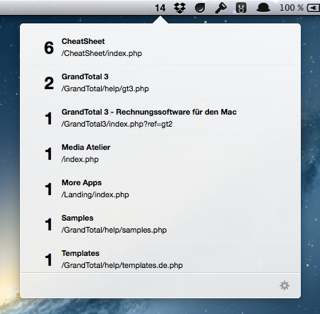 14 100 %
6 CheatSheet
/CheatSheet/index.php
2 GrandTotal 3
/GrandTotal/help/gt3.php
1 GrandTotal 3 - Rechnungssoftware für den Mac
/GrandTotal3/index.php?ref=gt2
1 Media Atelier
/index.php
1 More Apps
/Landing/index.php
1 Samples
/GrandTotal/help/samples.php
1 Templates
/GrandTotal/help/templates.de.php